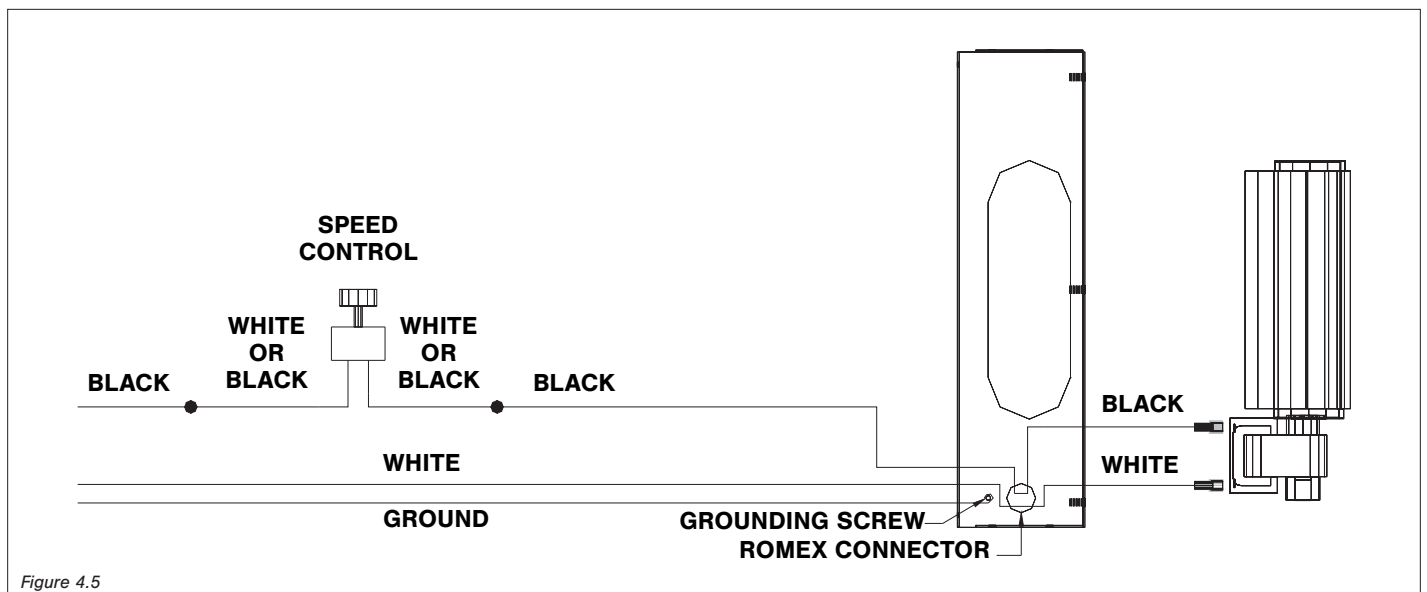 SPEED
CONTROL
WHITE
OR
BLACK
WHITE
OR
BLACK
BLACK
BLACK
BLACK
WHITE
WHITE
GROUND
GROUNDING SCREW
ROMEX CONNECTOR
Figure 4.5